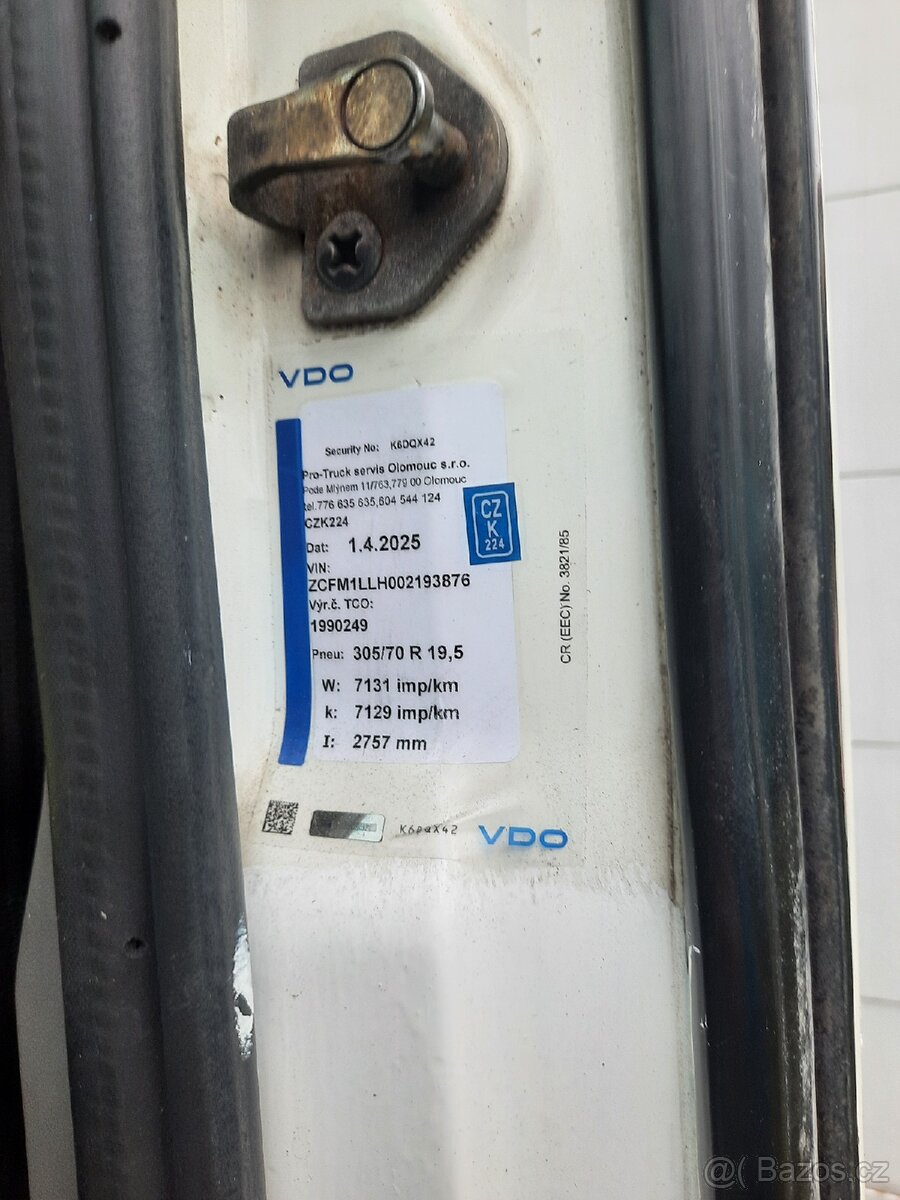 VDO
Security No: K6DQX42
Pro-Truck servis Olomouc s.r.o.
Pode Mlýnem 11/763,779 00 Olomouc
tel.776 635 635,604 544 124
CZK224
Dat: 1.4.2025
VIN:
ZCFM1LLH002193876
Výr.č. TCO:
1990249
Pneu: 305/70 R 19,5
W: 7131 imp/km
k: 7129 imp/km
I: 2757 mm
CZ
K
224
CR (EEC) No. 3821/85
K6DQX42
VDO
@( Bazos.cz